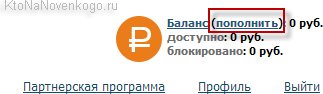 KtoNaNovenkogo.ru
Баланс (пополнить): 0 руб.
доступно: 0 руб.
блокировано: 0 руб.
Партнерская программа Профиль Выйти